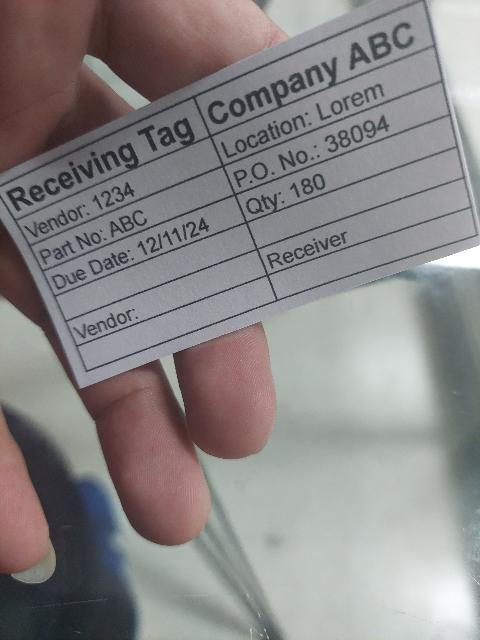 Receiving Tag Company ABC
Vendor: 1234 Location: Lorem
Part No: ABC P.O. No.: 38094
Due Date: 12/11/24 Qty: 180
Vendor: Receiver